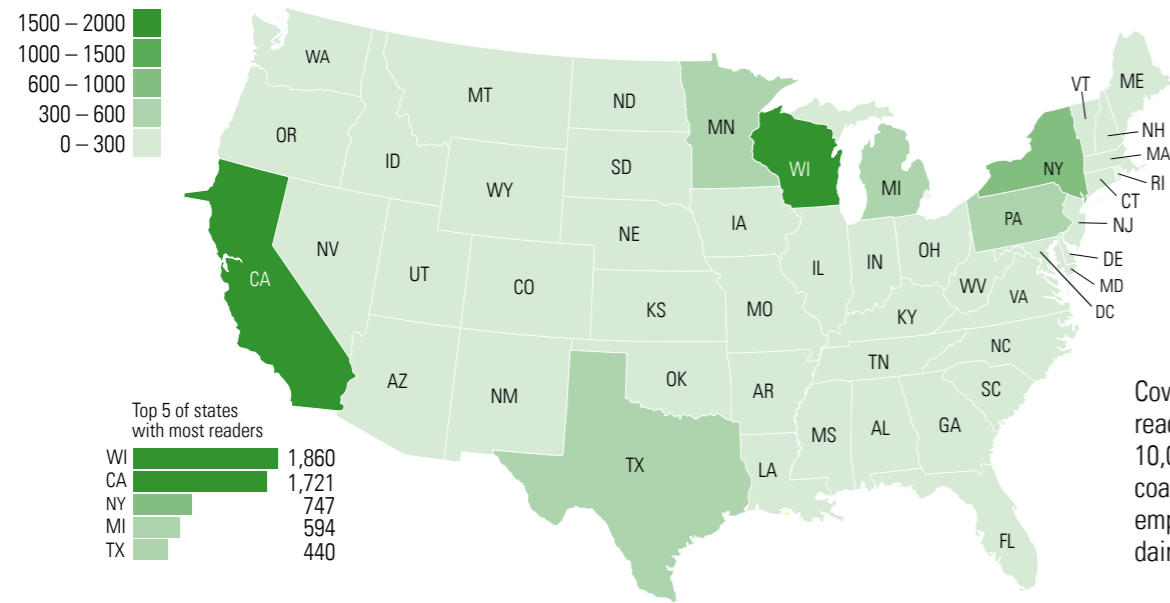 1500 – 2000
1000 – 1500
600 – 1000
300 – 600
0 – 300
WA
MT
ND
MN
VT
ME
OR
ID
SD
WI
MI
NY
NH
MA
RI
CT
WY
IA
PA
NJ
NV
NE
OH
DE
CA
UT
CO
IL
IN
WV
MD
DC
VA
KS
MO
KY
NC
AZ
NM
OK
AR
TN
SC
MS
AL
GA
TX
LA
FL
Top 5 of states
with most readers
WI 1,860
CA 1,721
NY 747
MI 594
TX 440